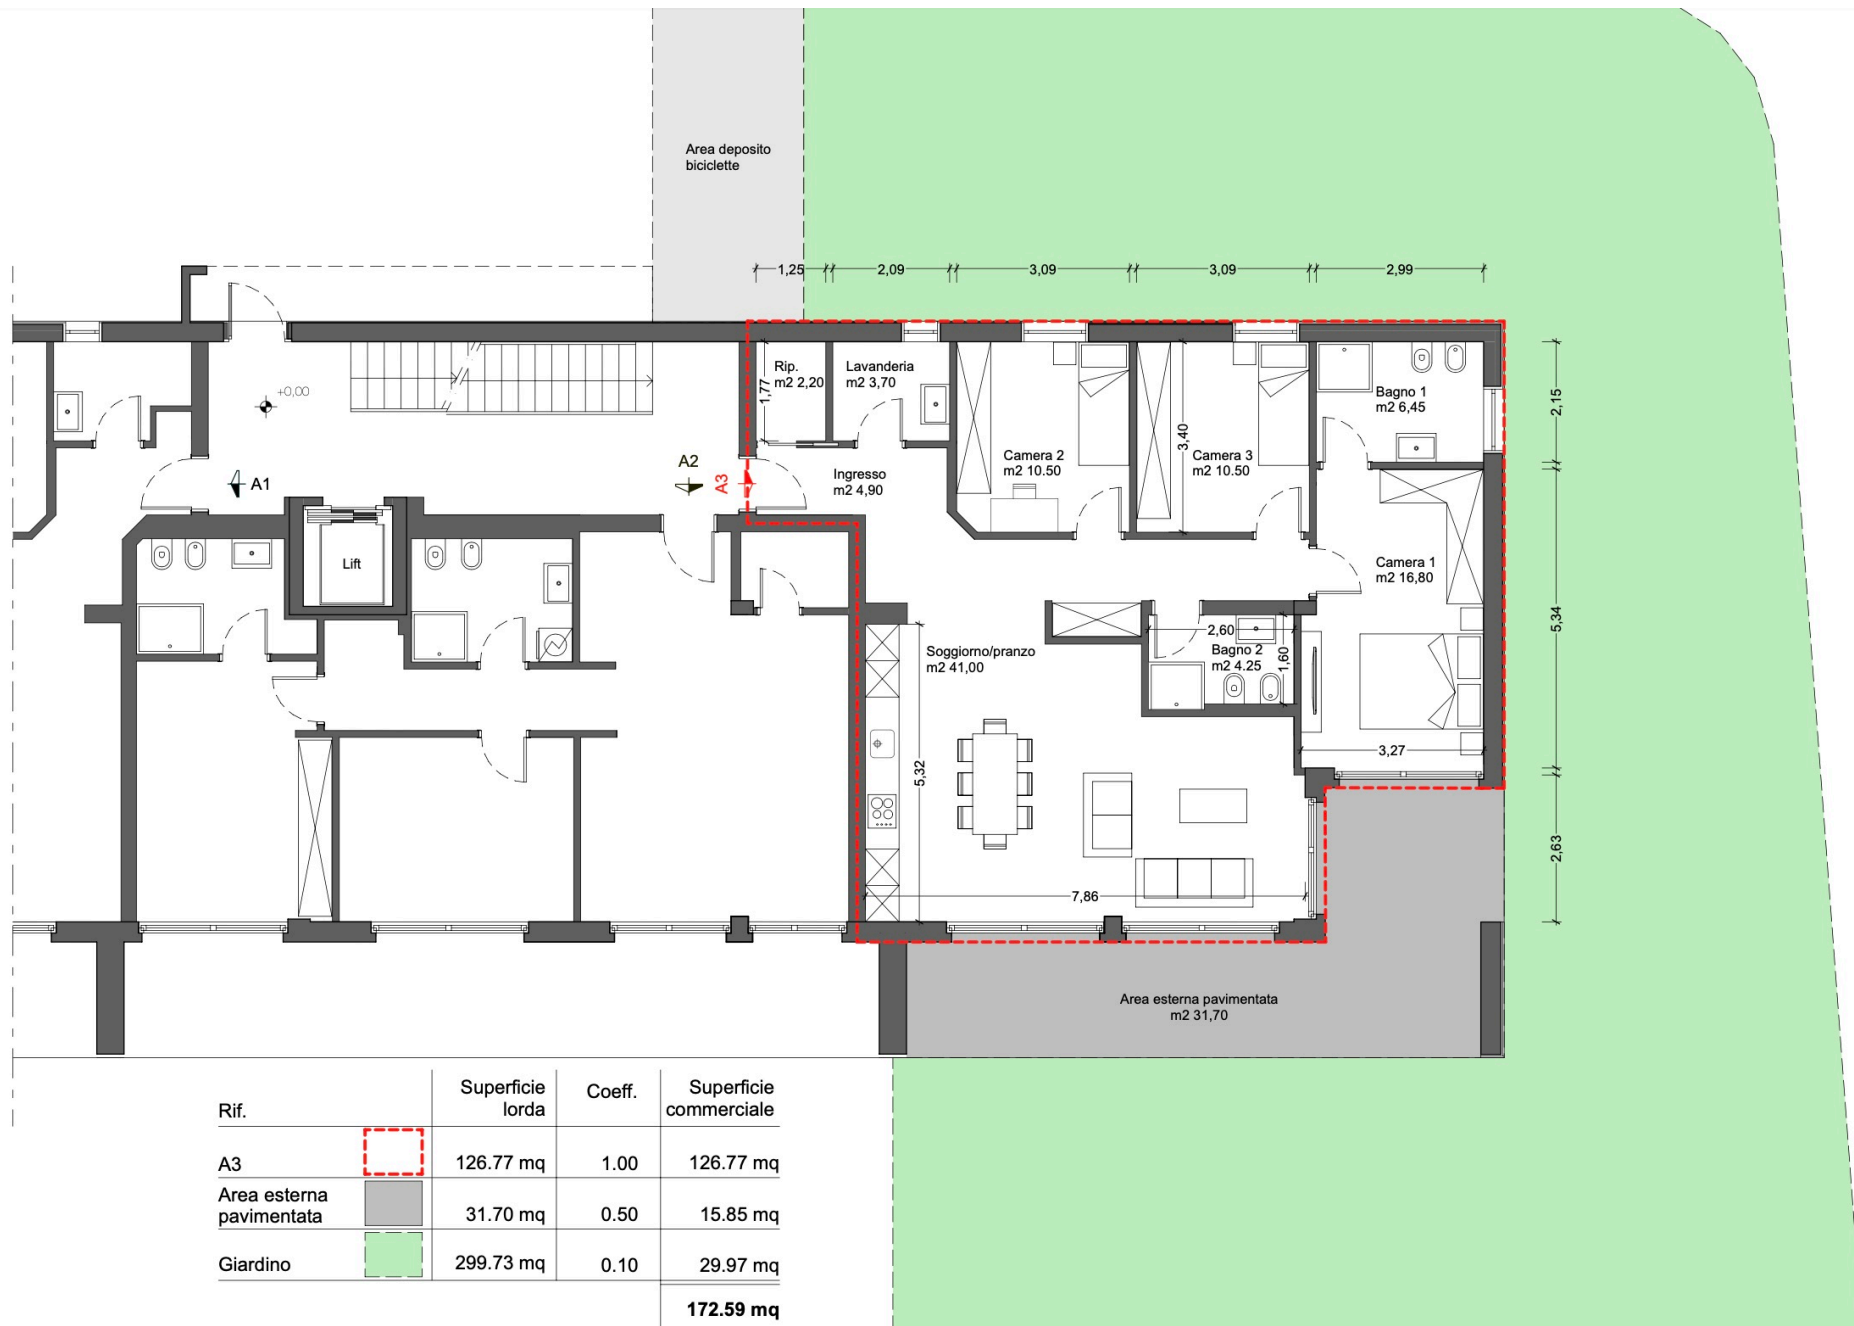 Area deposito
biciclette
1,25
2,09
3,09
3,09
2,99
+0,00
Rip.
m2 2,20
1,77
Lavanderia
m2 3,70
Bagno 1
m2 6,45
2,15
3,40
Camera 2
m2 10.50
Camera 3
m2 10.50
A1
A2
A3
Ingresso
m2 4,90
Lift
Camera 1
m2 16,80
5,34
2,60
Bagno 2
m2 4.25
1,60
Soggiorno/pranzo
m2 41,00
5,32
3,27
2,63
7,86
Area esterna pavimentata
m2 31,70
Rif.
Superficie
lorda
Coeff.
Superficie
commerciale
A3
126.77 mq
1.00
126.77 mq
Area esterna
pavimentata
31.70 mq
0.50
15.85 mq
Giardino
299.73 mq
0.10
29.97 mq
172.59 mq